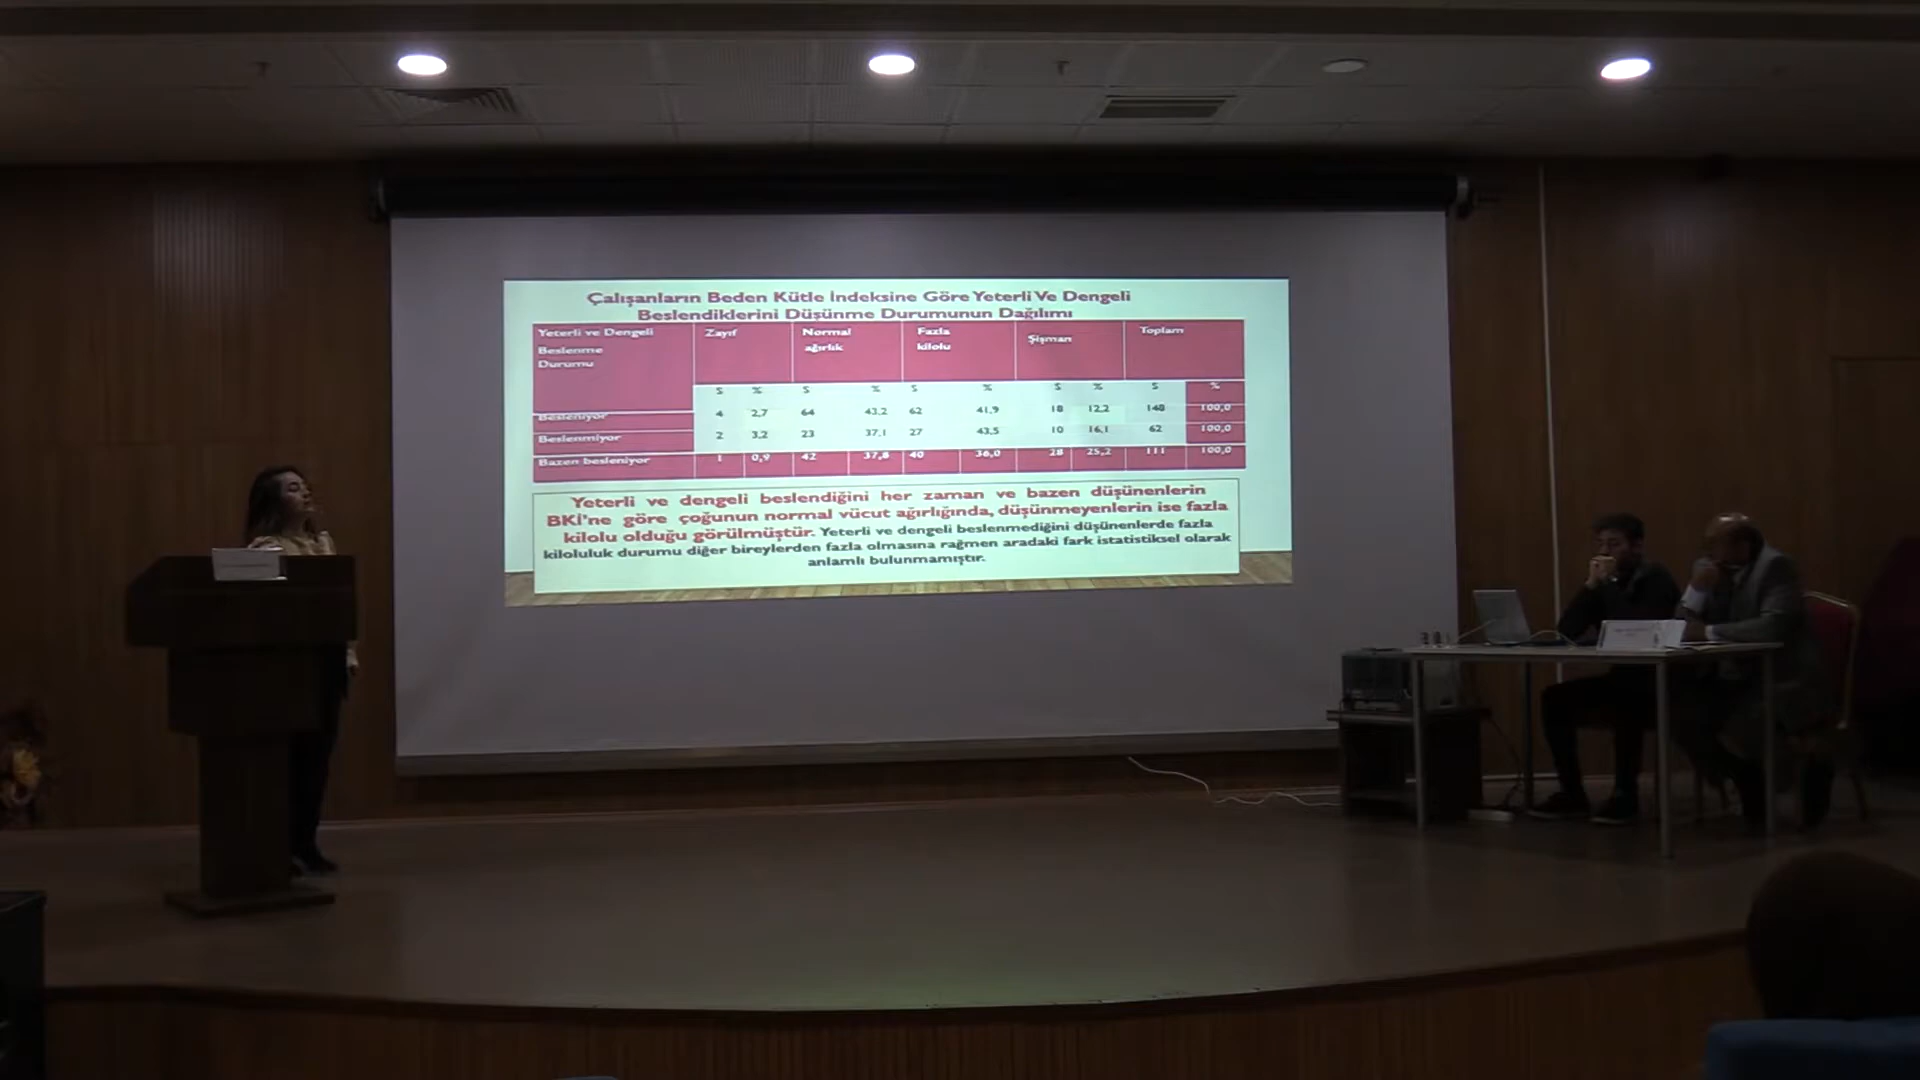 Çalışanların Beden Kütle İndeksine Göre Yeterli Ve Dengeli
Beslendiklerini Düşünme Durumunun Dağılımı
Yeterli ve Dengeli Beslenme Durumu Zayıf Normal ağırlık Fazla kilolu Şişman Toplam
S % S % S % S % S %
Besleniyor 4 2,7 64 43,2 62 41,9 18 12,2 148 100,0
Beslenmiyor 2 3,2 23 37,1 27 43,5 10 16,1 62 100,0
Bazen besleniyor 1 0,9 42 37,8 40 36,0 28 25,2 111 100,0
Yeterli ve dengeli beslendiğini her zaman ve bazen düşünenlerin
BKİ'ne göre çoğunun normal vücut ağırlığında, düşünmeyenlerin ise fazla
kilolu olduğu görülmüştür. Yeterli ve dengeli beslenmediğini düşünenlerde fazla
kiloluluk durumu diğer bireylerden fazla olmasına rağmen aradaki fark istatistiksel olarak
anlamlı bulunmamıştır.